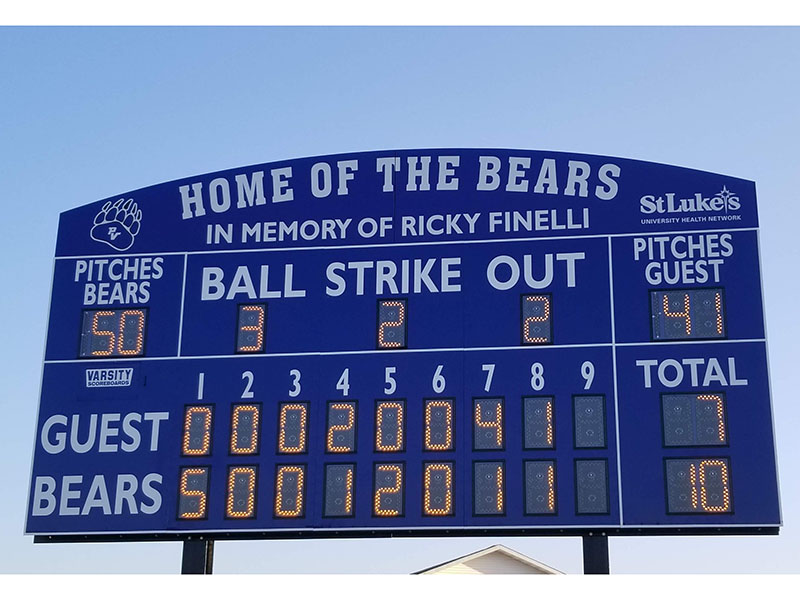 HOME OF THE BEARS
IN MEMORY OF RICKY FINELLI
PV
StLuke's
UNIVERSITY HEALTH NETWORK
PITCHES
BEARS
50
BALL STRIKE OUT
3 2 2
PITCHES
GUEST
41
VARSITY
SCOREBOARDS
1 2 3 4 5 6 7 8 9 TOTAL
GUEST 0 0 0 2 0 0 4 1 7
BEARS 5 0 0 1 2 0 1 1 10